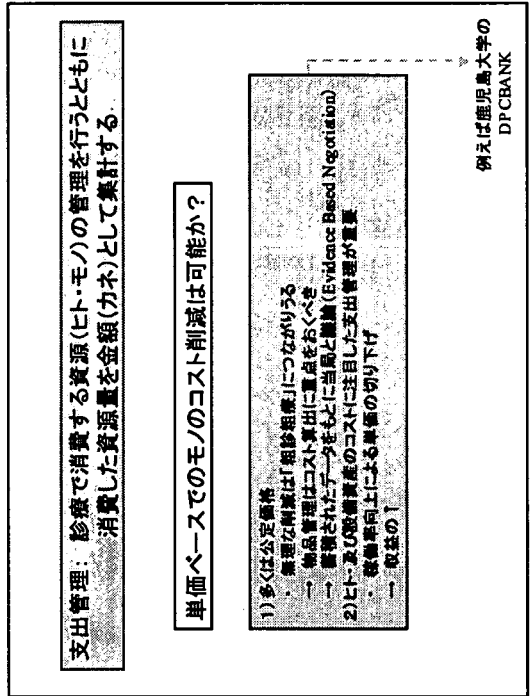 支出管理: 診療で消費する資源(ヒト・モノ)の管理を行うとともに
消費した資源量を金額(カネ)として集計する
単価ベースでのモノのコスト削減は可能か?
1)多くは公定価格
・ 無理な削減は「粗診粗療」につながりうる
→ 物品管理はコスト算出に重点をおくべき
→ 蓄積されたデータをもとに当局と議論(Evidence Based Negotiation)
2)ヒト・及び設備資産のコストに注目した支出管理が重要
・ 稼働率向上による単価の切り下げ
→ 収益の↑
例えば鹿児島大学の
DPCBANK